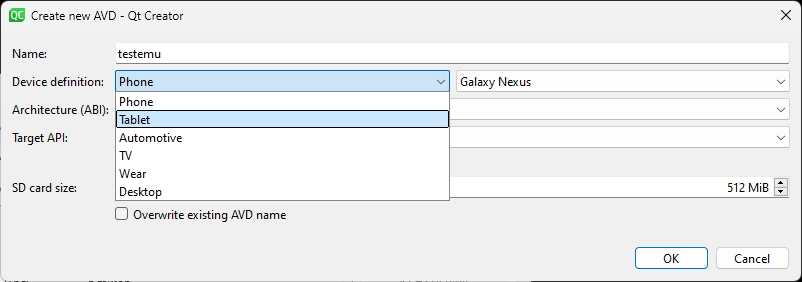 QC Create new AVD - Qt Creator
Name: testemu
Device definition: Phone Galaxy Nexus
Phone
Architecture (ABI):
Tablet
Automotive
Target API:
TV
Wear
SD card size: 512 MiB
Desktop
Overwrite existing AVD name
OK Cancel